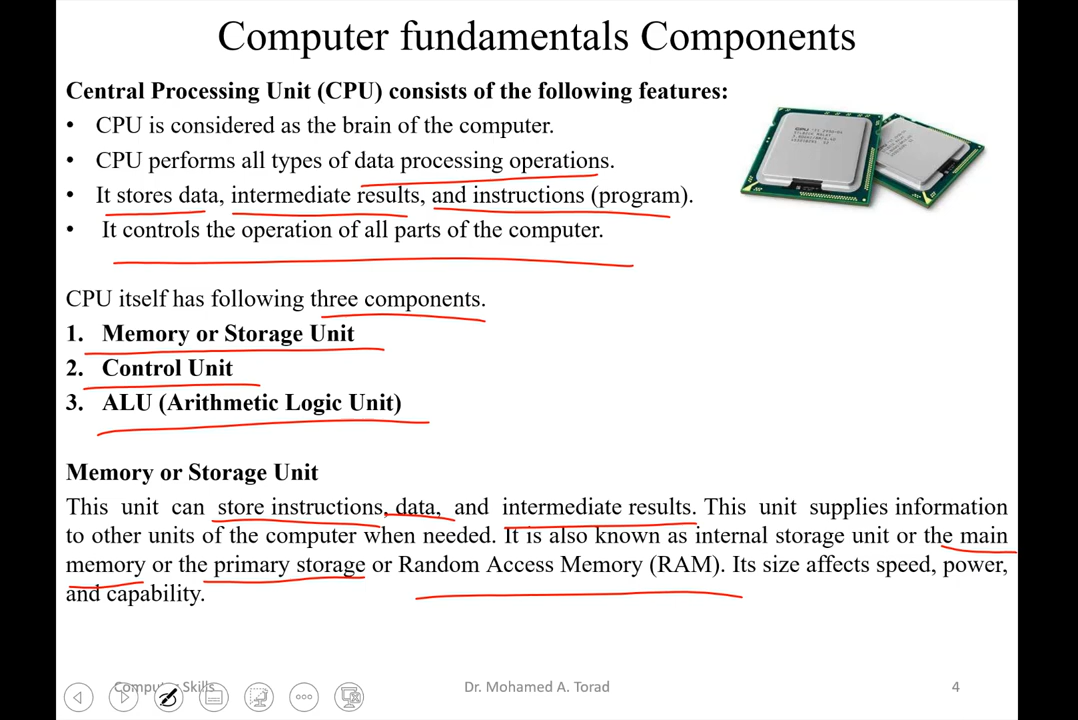 Computer fundamentals Components
Central Processing Unit (CPU) consists of the following features:
• CPU is considered as the brain of the computer.
• CPU performs all types of data processing operations.
• It stores data, intermediate results, and instructions (program).
• It controls the operation of all parts of the computer.
CPU itself has following three components.
1. Memory or Storage Unit
2. Control Unit
3. ALU (Arithmetic Logic Unit)
Memory or Storage Unit
This unit can store instructions, data, and intermediate results. This unit supplies information
to other units of the computer when needed. It is also known as internal storage unit or the main
memory or the primary storage or Random Access Memory (RAM). Its size affects speed, power,
and capability.
Computer Skills
Dr. Mohamed A. Torad
4